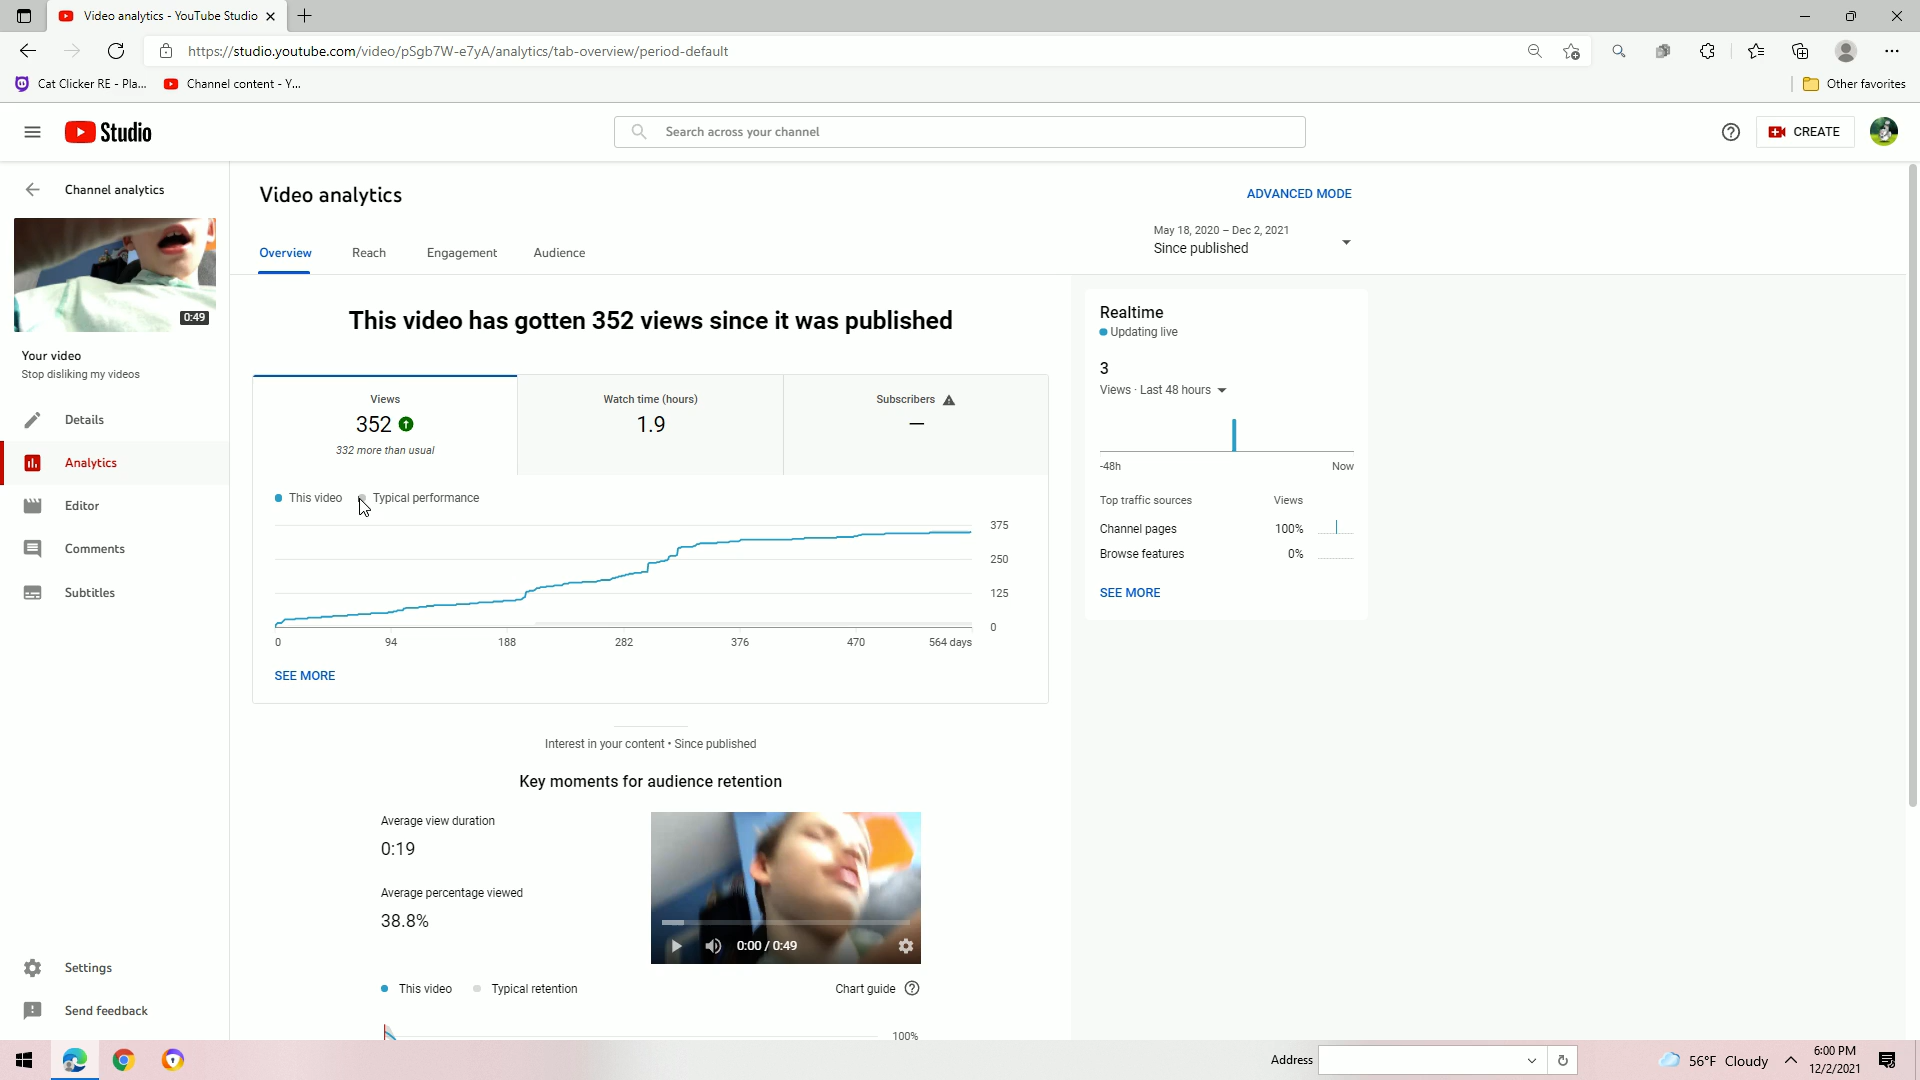 Video analytics - YouTube Studio
https://studio.youtube.com/video/pSgb7W-e7yA/analytics/tab-overview/period-default
Cat Clicker RE - Pla...
Channel content - Y...
Other favorites
Studio
Search across your channel
CREATE
Channel analytics
0:49
Your video
Stop disliking my videos
Details
Analytics
Editor
Comments
Subtitles
Settings
Send feedback
Video analytics
ADVANCED MODE
May 18, 2020 – Dec 2, 2021
Since published
Overview
Reach
Engagement
Audience
This video has gotten 352 views since it was published
Views
352
332 more than usual
Watch time (hours)
1.9
Subscribers
—
This video
Typical performance
375
250
125
0
0
94
188
282
376
470
564 days
SEE MORE
Interest in your content • Since published
Key moments for audience retention
Average view duration
0:19
Average percentage viewed
38.8%
0:00 / 0:49
This video
Typical retention
Chart guide
100%
Realtime
Updating live
3
Views · Last 48 hours
-48h
Now
Top traffic sources
Views
Channel pages
100%
Browse features
0%
SEE MORE
Address
56°F Cloudy
6:00 PM
12/2/2021